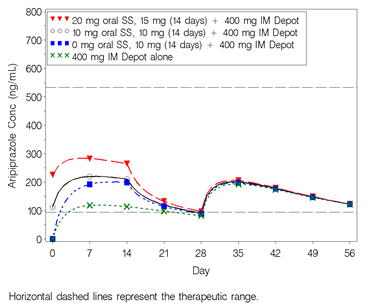 800
700
600
500
400
300
200
100
0
Aripiprazole Conc (ng/mL)
20 mg oral SS, 15 mg (14 days) + 400 mg IM Depot
10 mg oral SS, 10 mg (14 days) + 400 mg IM Depot
0 mg oral SS, 10 mg (14 days) + 400 mg IM Depot
400 mg IM Depot alone
0 7 14 21 28 35 42 49 56
Day
Horizontal dashed lines represent the therapeutic range.